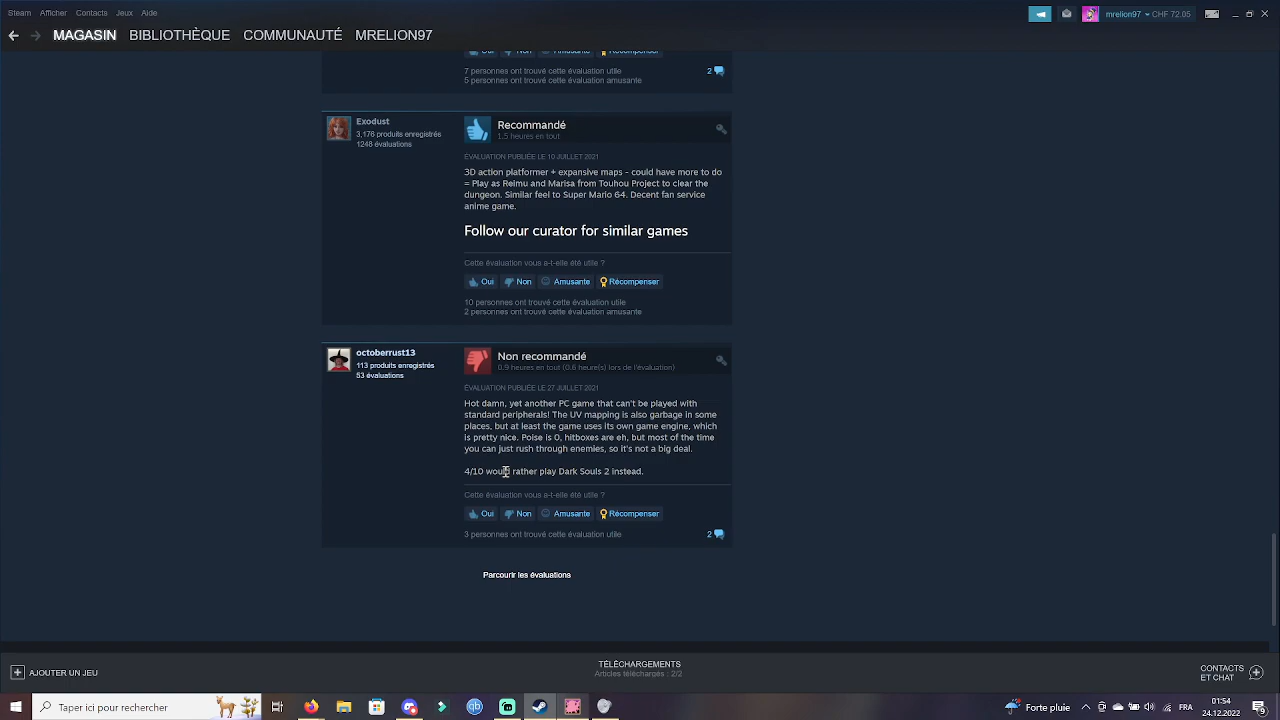 Steam Afficher Contacts Jeux Aide
mrelion97 CHF 72.05
MAGASIN BIBLIOTHÈQUE COMMUNAUTÉ MRELION97
Oui Non Amusante Récompenser
7 personnes ont trouvé cette évaluation utile
2
5 personnes ont trouvé cette évaluation amusante
Exodust
3,176 produits enregistrés
1248 évaluations
Recommandé
1.5 heures en tout
ÉVALUATION PUBLIÉE LE 10 JUILLET 2021
3D action platformer + expansive maps - could have more to do
= Play as Reimu and Marisa from Touhou Project to clear the
dungeon. Similar feel to Super Mario 64. Decent fan service
anime game.
Follow our curator for similar games
Cette évaluation vous a-t-elle été utile ?
Oui Non Amusante Récompenser
10 personnes ont trouvé cette évaluation utile
2 personnes ont trouvé cette évaluation amusante
octoberrust13
113 produits enregistrés
53 évaluations
Non recommandé
0.9 heures en tout (0.6 heure(s) lors de l'évaluation)
ÉVALUATION PUBLIÉE LE 27 JUILLET 2021
Hot damn, yet another PC game that can't be played with
standard peripherals! The UV mapping is also garbage in some
places, but at least the game uses its own game engine, which
is pretty nice. Poise is 0, hitboxes are eh, but most of the time
you can just rush through enemies, so it's not a big deal.
4/10 would rather play Dark Souls 2 instead.
Cette évaluation vous a-t-elle été utile ?
Oui Non Amusante Récompenser
3 personnes ont trouvé cette évaluation utile
2
Parcourir les évaluations
AJOUTER UN JEU
TÉLÉCHARGEMENTS
Articles téléchargés : 2/2
CONTACTS
ET CHAT
Taper ici pour rechercher
Foehn
FRA
01:54
24.12.2022